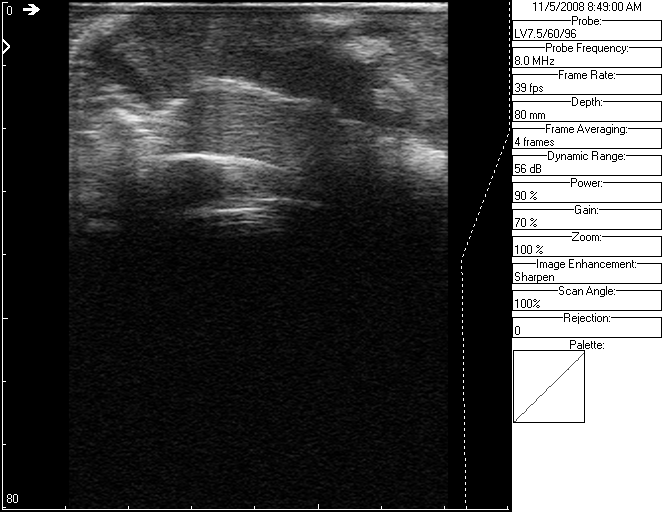 0
80
11/5/2008 8:49:00 AM
Probe:
LV7.5/60/96
Probe Frequency:
8.0 MHz
Frame Rate:
39 fps
Depth:
80 mm
Frame Averaging:
4 frames
Dynamic Range:
56 dB
Power:
90 %
Gain:
70 %
Zoom:
100 %
Image Enhancement:
Sharpen
Scan Angle:
100%
Rejection:
0
Palette: